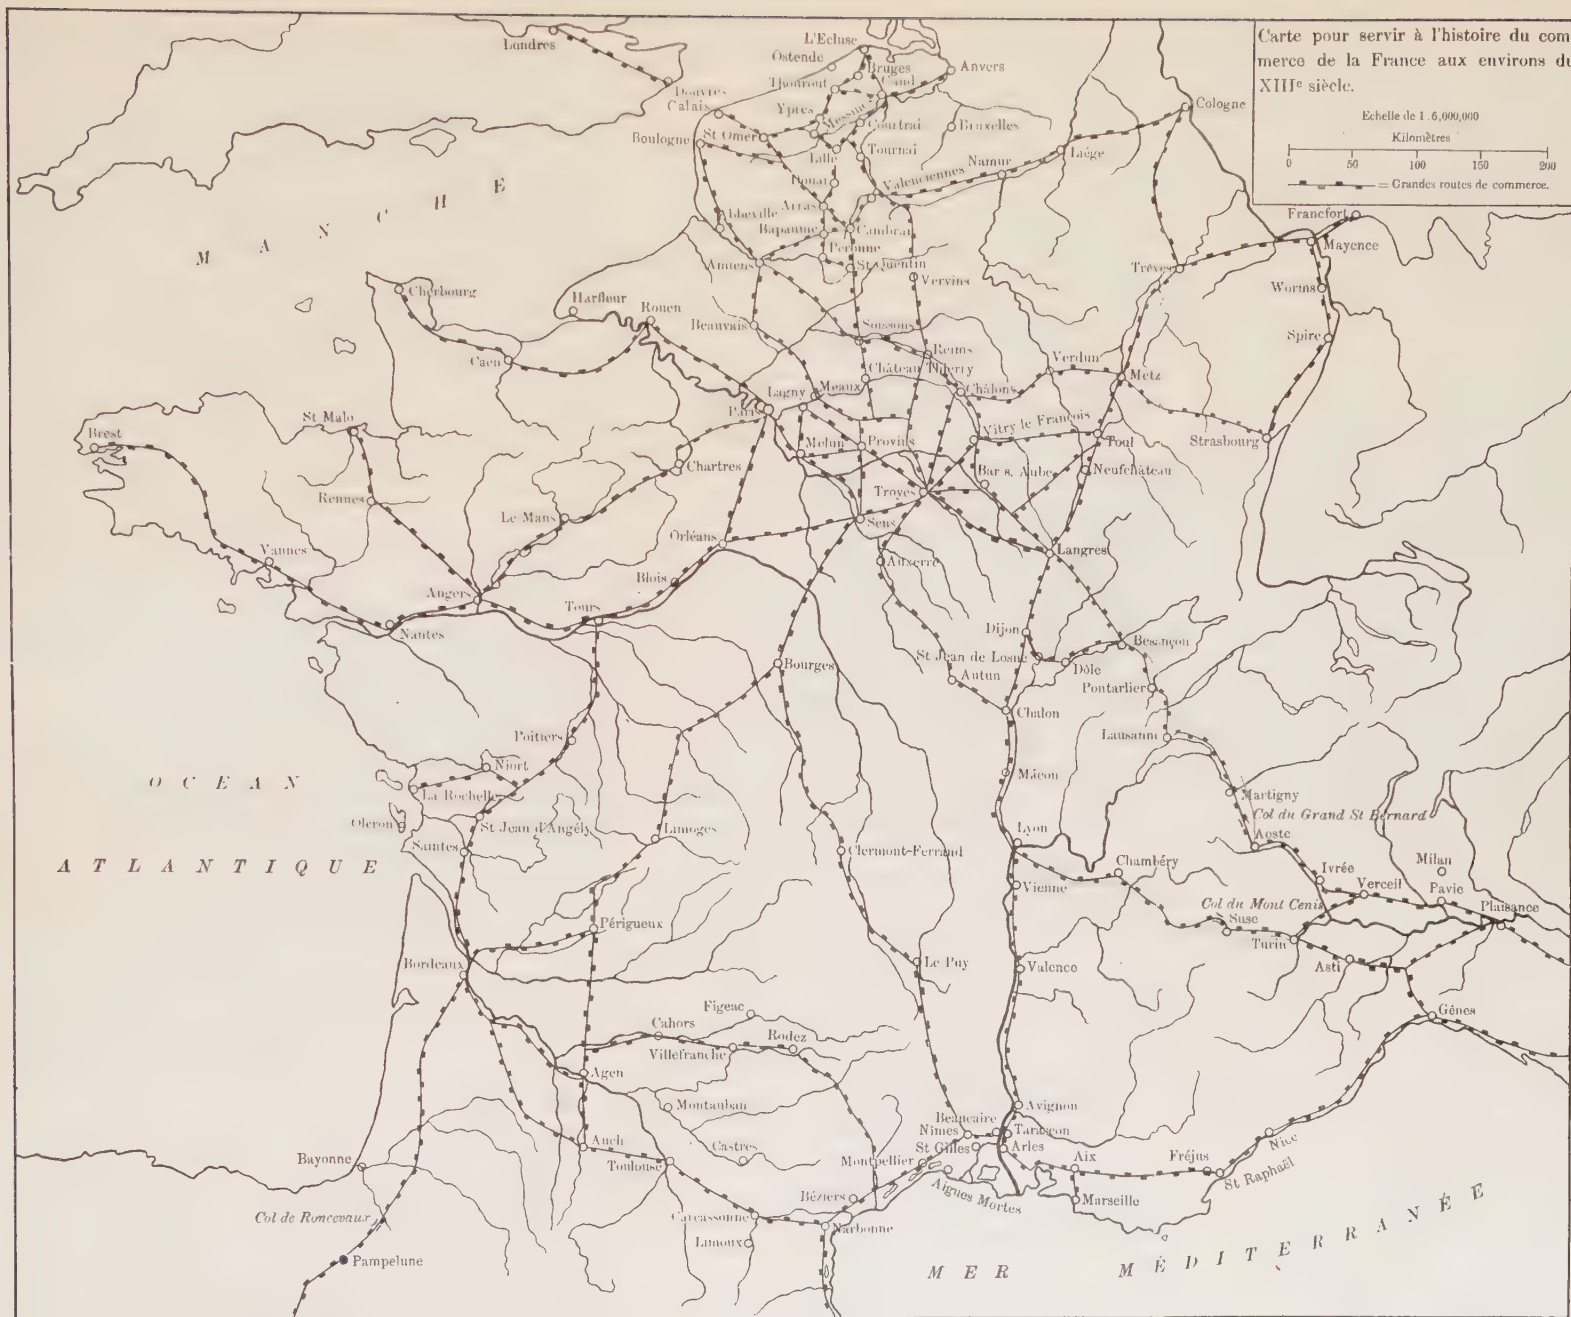 Carte pour servir à l'histoire du com
merce de la France aux environs du
XIIIe siècle.
Echelle de 1:6,000,000
Kilomètres
0 50 100 150 200
= Grandes routes de commerce.
Londres
Douvres
L'Ecluse
Ostende
Bruges
Anvers
Thourout
Gand
Calais
Ypres
Messines
Courtrai
Bruxelles
Cologne
Boulogne
St Omer
Lille
Tournai
Namur
Liége
Douai
Valenciennes
Arras
Abbeville
Bapaume
Cambrai
Péronne
Amiens
St Quentin
Vervins
Francfort
Mayence
Trèves
Worms
Spire
MANCHE
Cherbourg
Harfleur
Rouen
Beauvais
Soissons
Caen
Reims
Verdun
Château Thierry
Metz
Lagny
Meaux
Châlons
Paris
St Malo
Brest
Melun
Provins
Vitry le François
Toul
Strasbourg
Chartres
Bar s. Aube
Neufchâteau
Rennes
Le Mans
Troyes
Sens
Orléans
Langres
Vannes
Auxerre
Blois
Angers
Tours
Nantes
Dijon
Besançon
St Jean de Losne
Dôle
Bourges
Autun
Pontarlier
Chalon
Poitiers
Lausanne
Niort
Mâcon
OCEAN
ATLANTIQUE
La Rochelle
Martigny
Oleron
St Jean d'Angély
Col du Grand St Bernard
Saintes
Limoges
Lyon
Aoste
Clermont-Ferrand
Chambéry
Ivrée
Milan
Vienne
Verceil
Pavie
Col du Mont Cenis
Plaisance
Périgueux
Suse
Turin
Bordeaux
Le Puy
Valence
Asti
Figeac
Gênes
Cahors
Rodez
Villefranche
Agen
Montauban
Avignon
Beaucaire
Nîmes
Tarascon
Auch
Castres
St Gilles
Arles
Nice
Bayonne
Toulouse
Montpellier
Aix
Fréjus
St Raphaël
Aigues Mortes
Béziers
Marseille
Col de Roncevaux
Carcassonne
Narbonne
Limoux
Pampelune
MER MÉDITERRANÉE